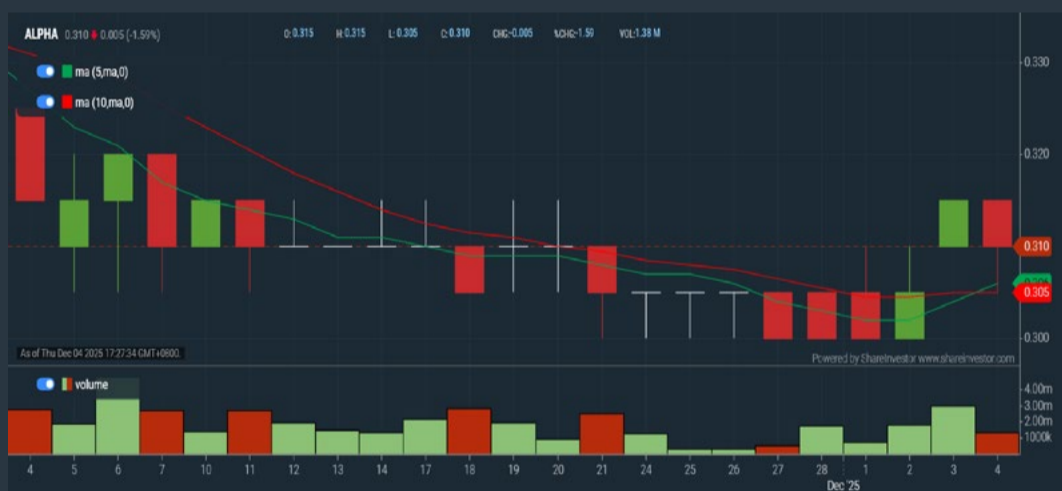 ALPHA 0.310 0.005 (-1.59%) O: 0.315 H: 0.315 L: 0.305 C: 0.310 CHG:-0.005 %CHG:-1.59 VOL:1.38 M
ma (5,ma,0)
ma (10,ma,0)
0.330
0.320
0.310
0.305
0.300
As of Thu Dec 04 2025 17:27:34 GMT+0800.
Powered by ShareInvestor www.shareinvestor.com
volume
4.00m
3.00m
2.00m
1000k
4 5 6 7 10 11 12 13 14 17 18 19 20 21 24 25 26 27 28 1 2 3 4
Dec '25